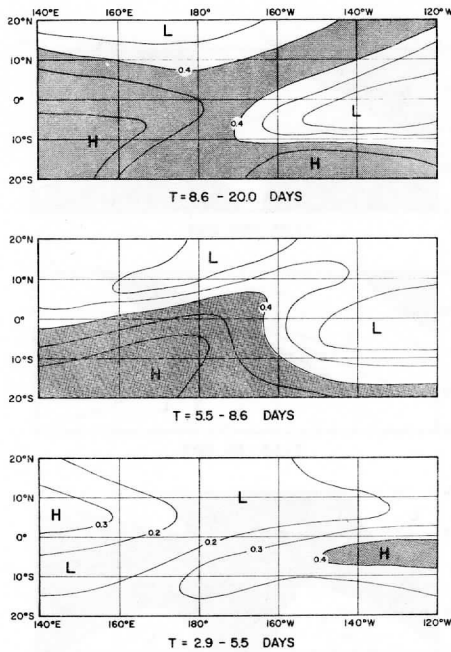 140°E 160°E 180° 160°W 140°W 120°W
20°N L
10°N 0.4
0° L
0.4
10°S H
H
20°S
T = 8.6 - 20.0 DAYS
20°N
L
10°N
0.4
0° L
10°S
H
20°S
T = 5.5 - 8.6 DAYS
20°N
10°N L
H 0.3 0.2
0° 0.2
0.3
L 0.4 H
10°S
20°S
140°E 160°E 180° 160°W 140°W 120°W
T = 2.9 - 5.5 DAYS